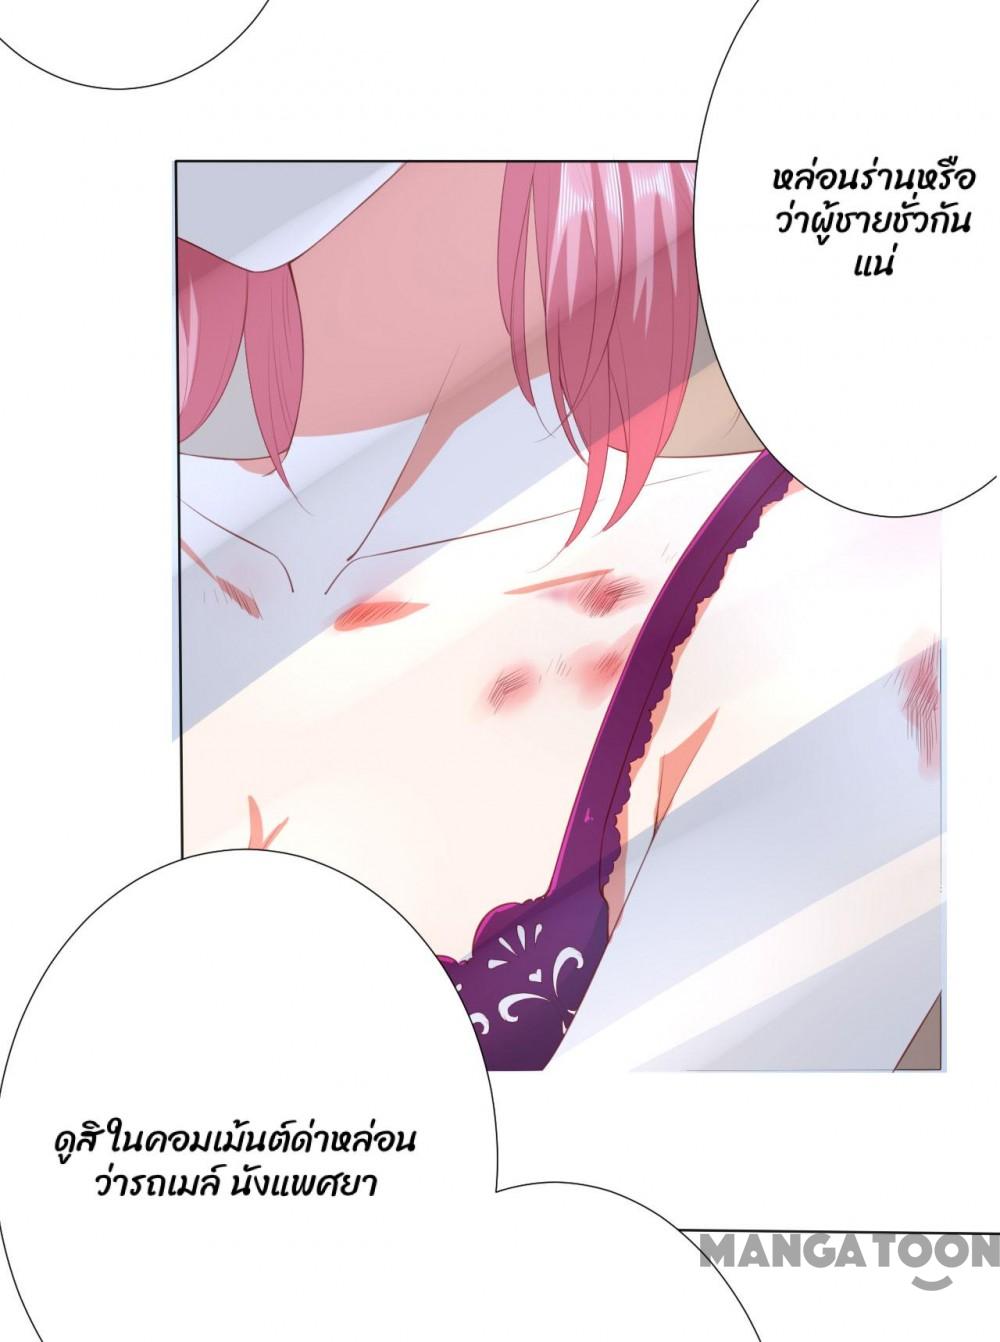 หล่อนร่านหรือ
ว่าผู้ชายชั่วกัน
แน่
ดูสิ ในคอมเม้นต์ด่าหล่อน
ว่ารถเมล์ นังแพศยา
MANGATOON